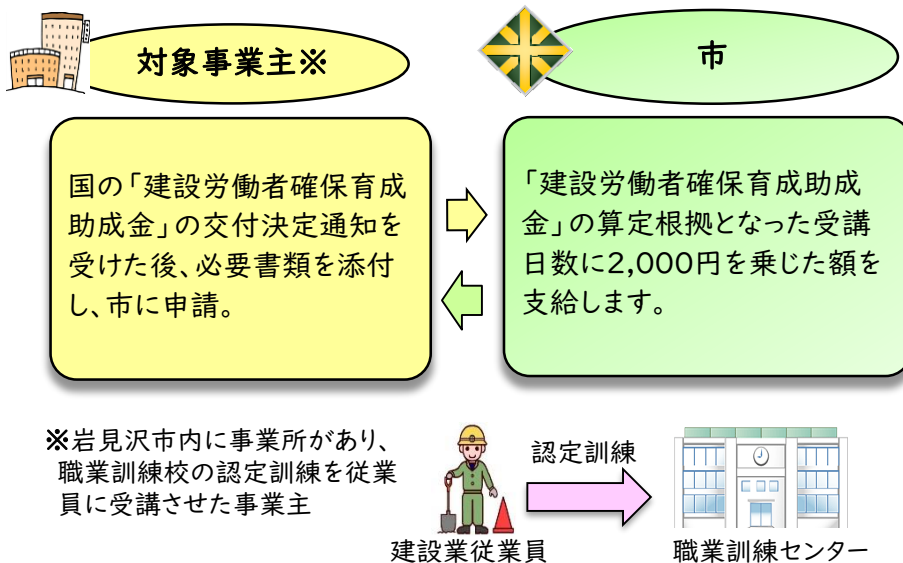 対象事業主※
市
国の「建設労働者確保育成
助成金」の交付決定通知を
受けた後、必要書類を添付
し、市に申請。
「建設労働者確保育成助成
金」の算定根拠となった受講
日数に2,000円を乗じた額を
支給します。
※岩見沢市内に事業所があり、
職業訓練校の認定訓練を従業
員に受講させた事業主
認定訓練
建設業従業員
職業訓練センター